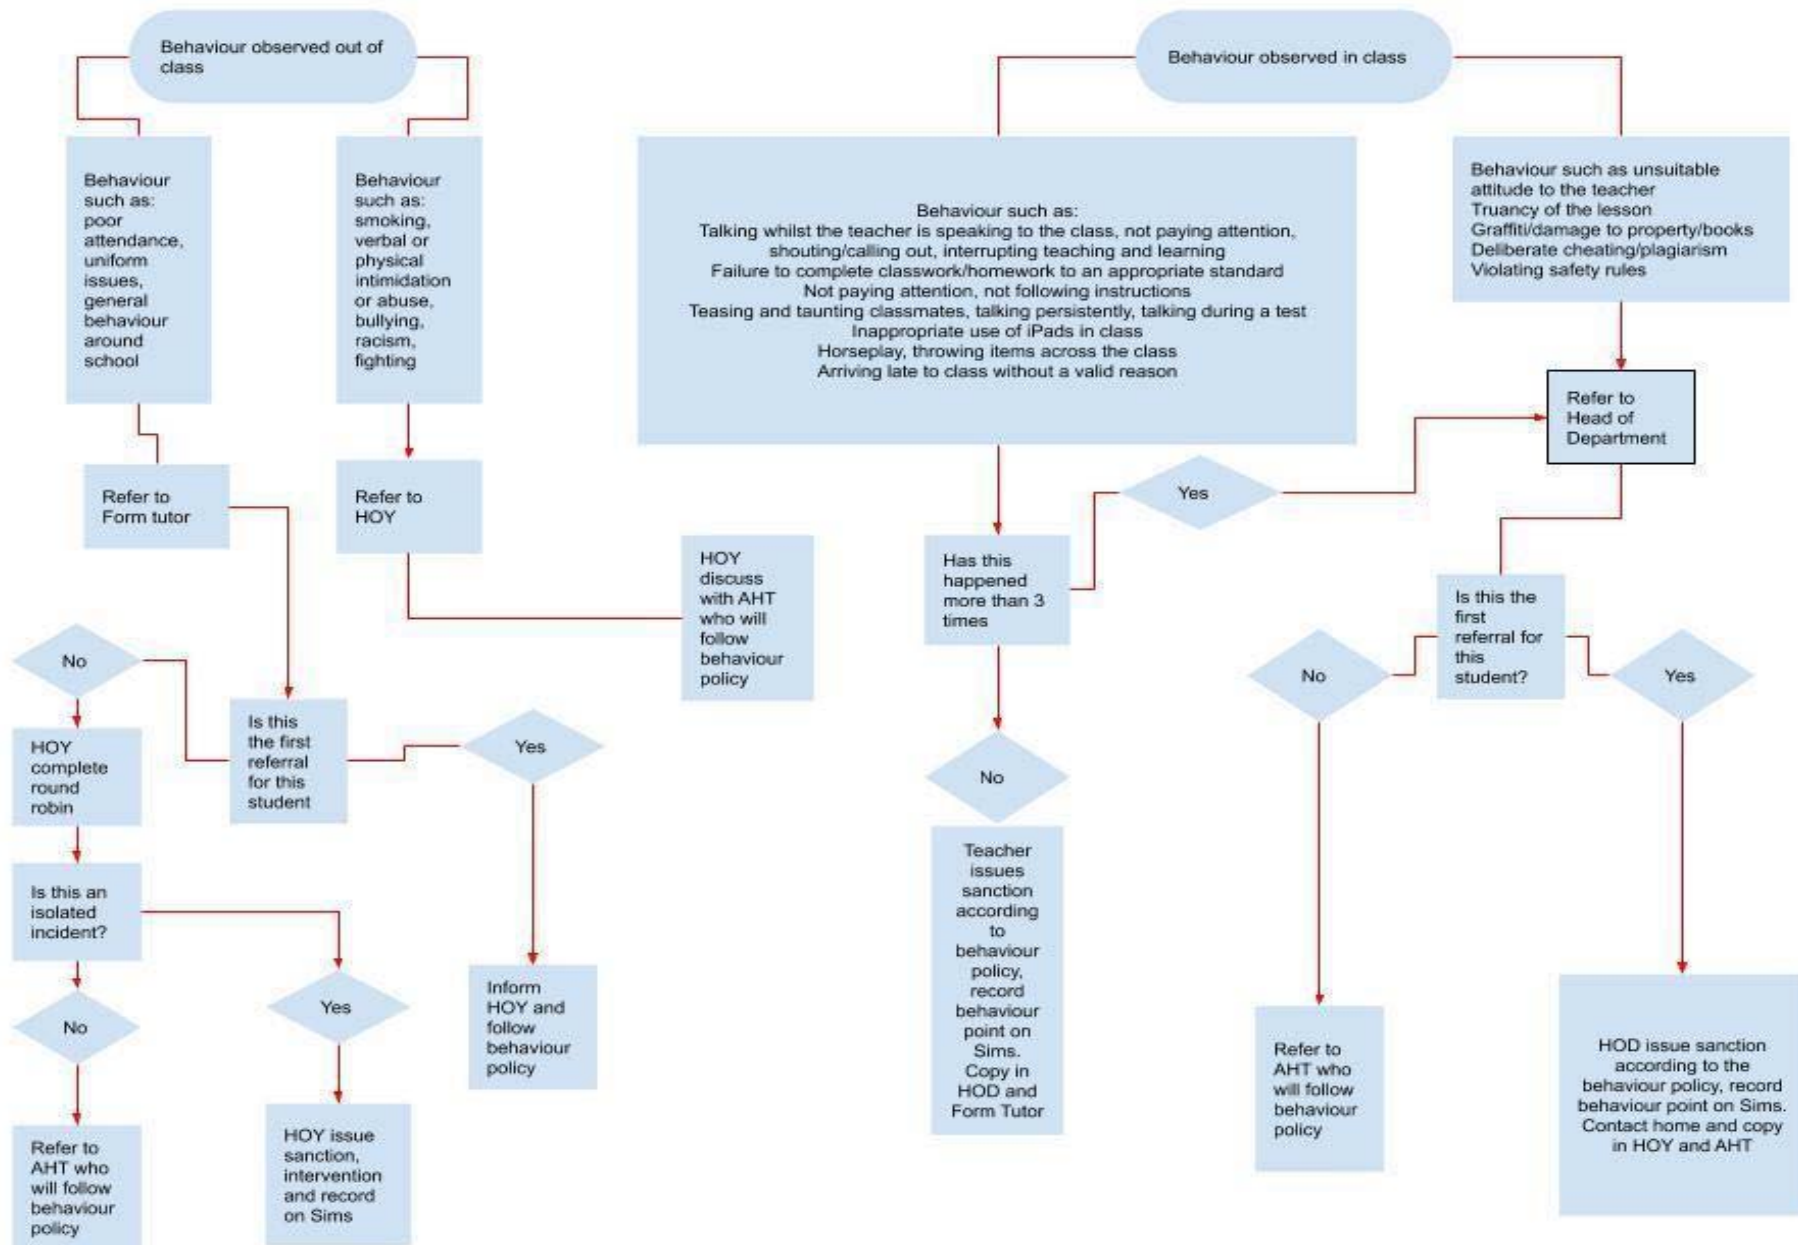 Behaviour observed out of
class
Behaviour
such as:
poor
attendance,
uniform
issues,
general
behaviour
around
school
Behaviour
such as:
smoking,
verbal or
physical
intimidation
or abuse,
bullying,
racism,
fighting
Refer to
Form tutor
Refer to
HOY
HOY
discuss
with AHT
who will
follow
behaviour
policy
No
Is this
the first
referral
for this
student
Yes
HOY
complete
round
robin
Is this an
isolated
incident?
No
Yes
Inform
HOY and
follow
behaviour
policy
Refer to
AHT who
will follow
behaviour
policy
HOY issue
sanction,
intervention
and record
on Sims
Behaviour observed in class
Behaviour such as:
Talking whilst the teacher is speaking to the class, not paying attention,
shouting/calling out, interrupting teaching and learning
Failure to complete classwork/homework to an appropriate standard
Not paying attention, not following instructions
Teasing and taunting classmates, talking persistently, talking during a test
Inappropriate use of iPads in class
Horseplay, throwing items across the class
Arriving late to class without a valid reason
Behaviour such as unsuitable
attitude to the teacher
Truancy of the lesson
Graffiti/damage to property/books
Deliberate cheating/plagiarism
Violating safety rules
Refer to
Head of
Department
Yes
Has this
happened
more than 3
times
No
Teacher
issues
sanction
according
to
behaviour
policy,
record
behaviour
point on
Sims.
Copy in
HOD and
Form Tutor
Is this the
first
referral for
this
student?
No
Yes
Refer to
AHT who
will follow
behaviour
policy
HOD issue sanction
according to the
behaviour policy, record
behaviour point on Sims.
Contact home and copy
in HOY and AHT